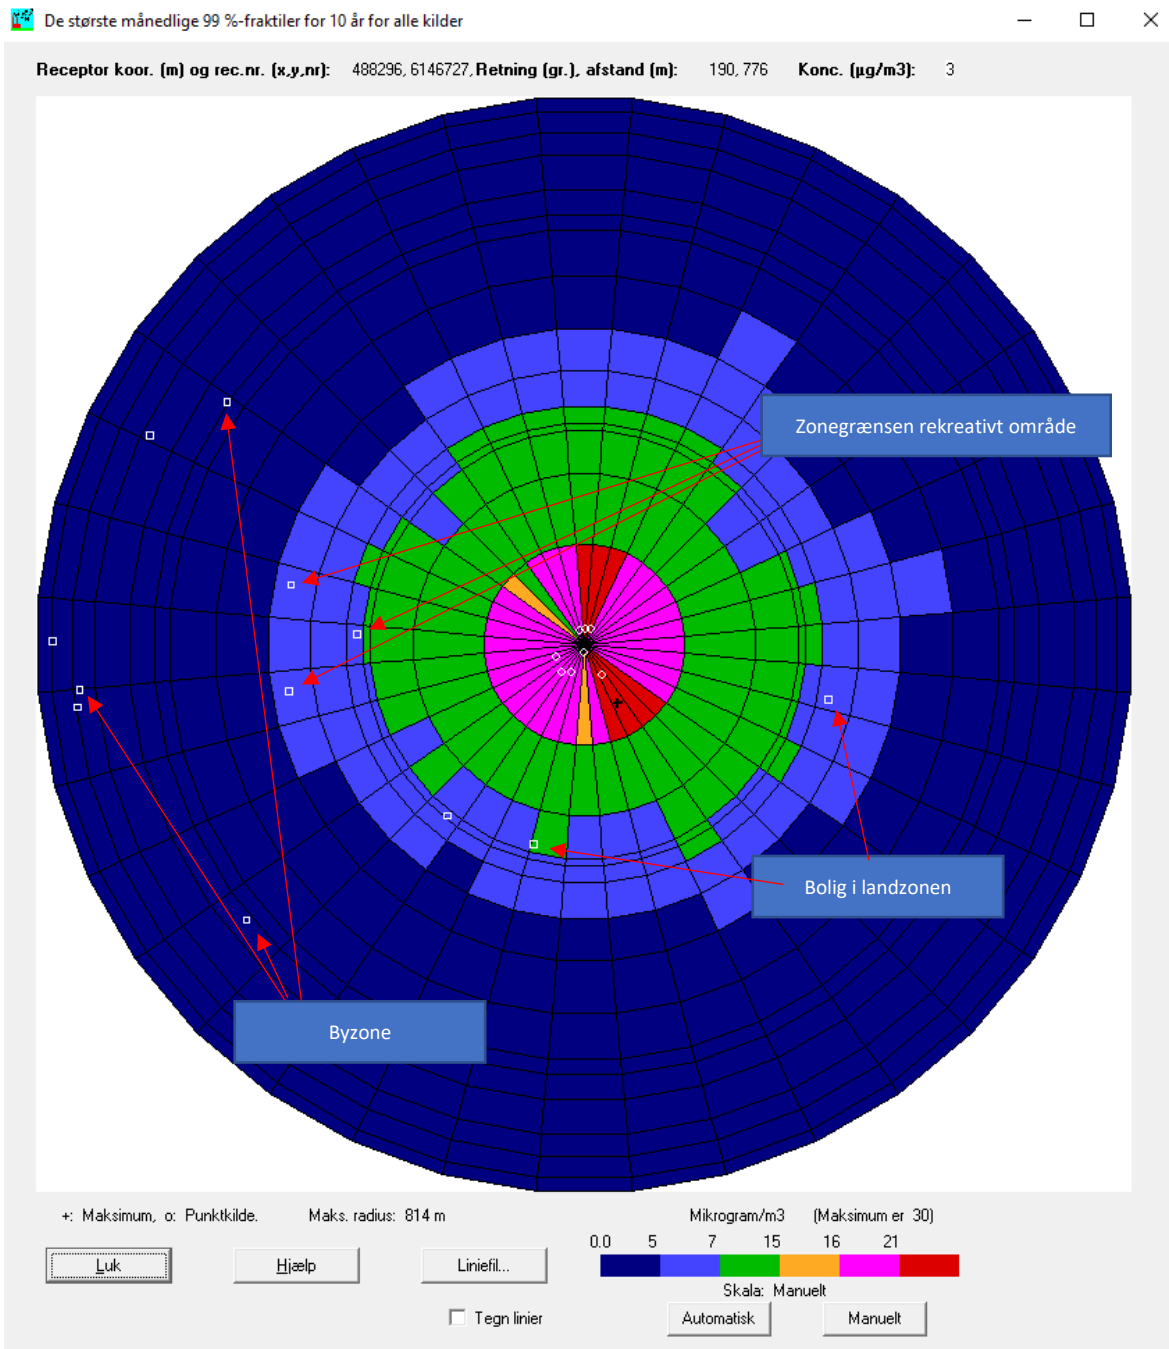 De største månedlige 99 %-fraktiler for 10 år for alle kilder
Receptor koor. (m) og rec.nr. (x,y,nr): 488296, 6146727, Retning (gr.), afstand (m): 190, 776 Konc. (µg/m3): 3
Zonegrænsen rekreativt område
Bolig i landzonen
Byzone
+: Maksimum, o: Punktkilde. Maks. radius: 814 m Mikrogram/m3 (Maksimum er 30)
0.0 5 7 15 16 21
Luk Hjælp Liniefil...
Skala: Manuelt
Tegn linier Automatisk Manuelt